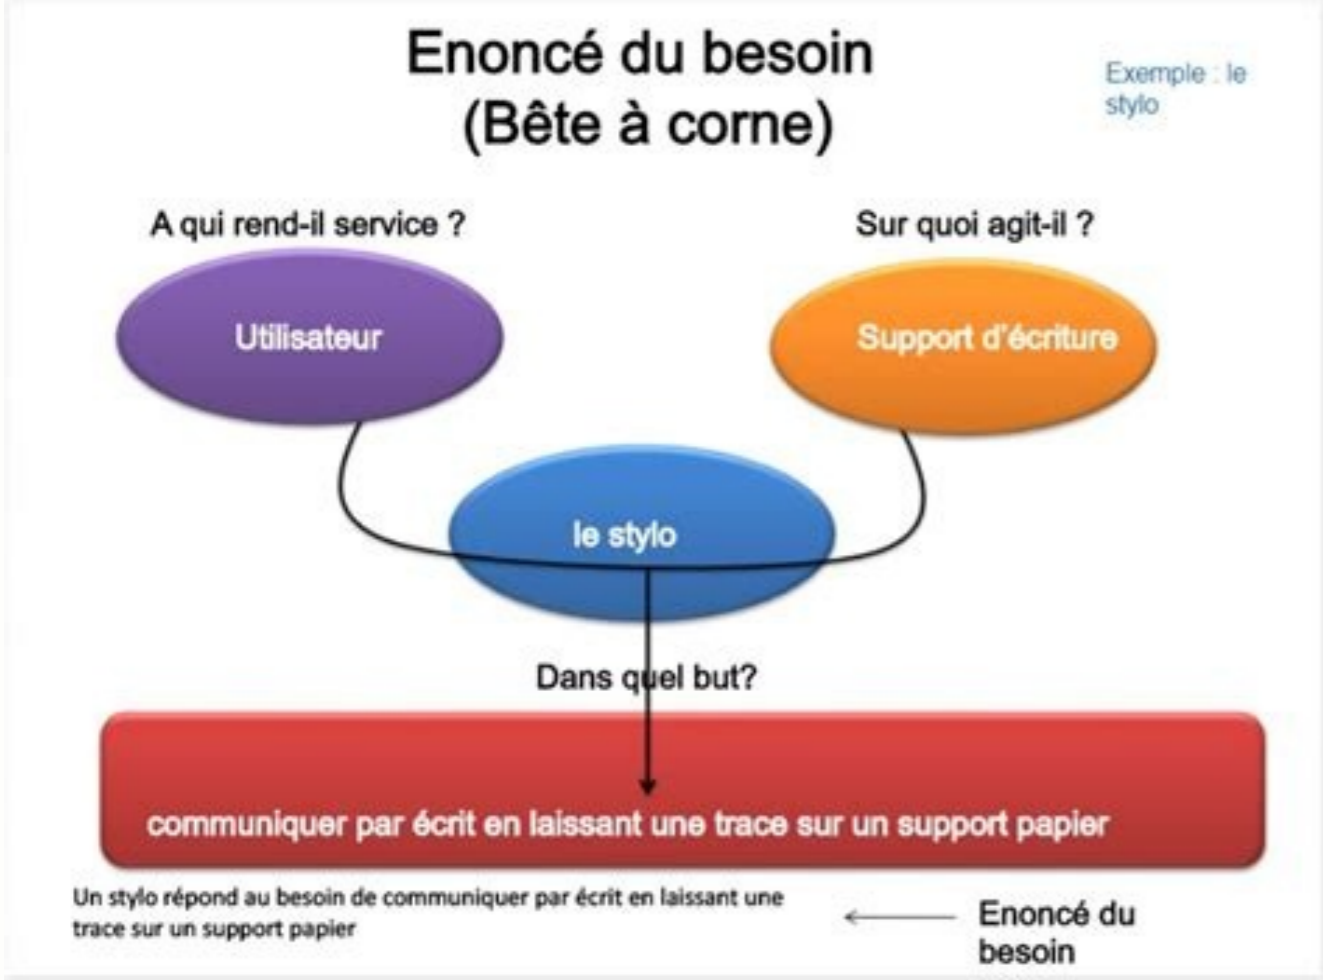 Enoncé du besoin
(Bête à corne)
Exemple : le
stylo
A qui rend-il service ?
Sur quoi agit-il ?
Utilisateur
Support d'écriture
le stylo
Dans quel but?
communiquer par écrit en laissant une trace sur un support papier
Un stylo répond au besoin de communiquer par écrit en laissant une
trace sur un support papier
Enoncé du
besoin